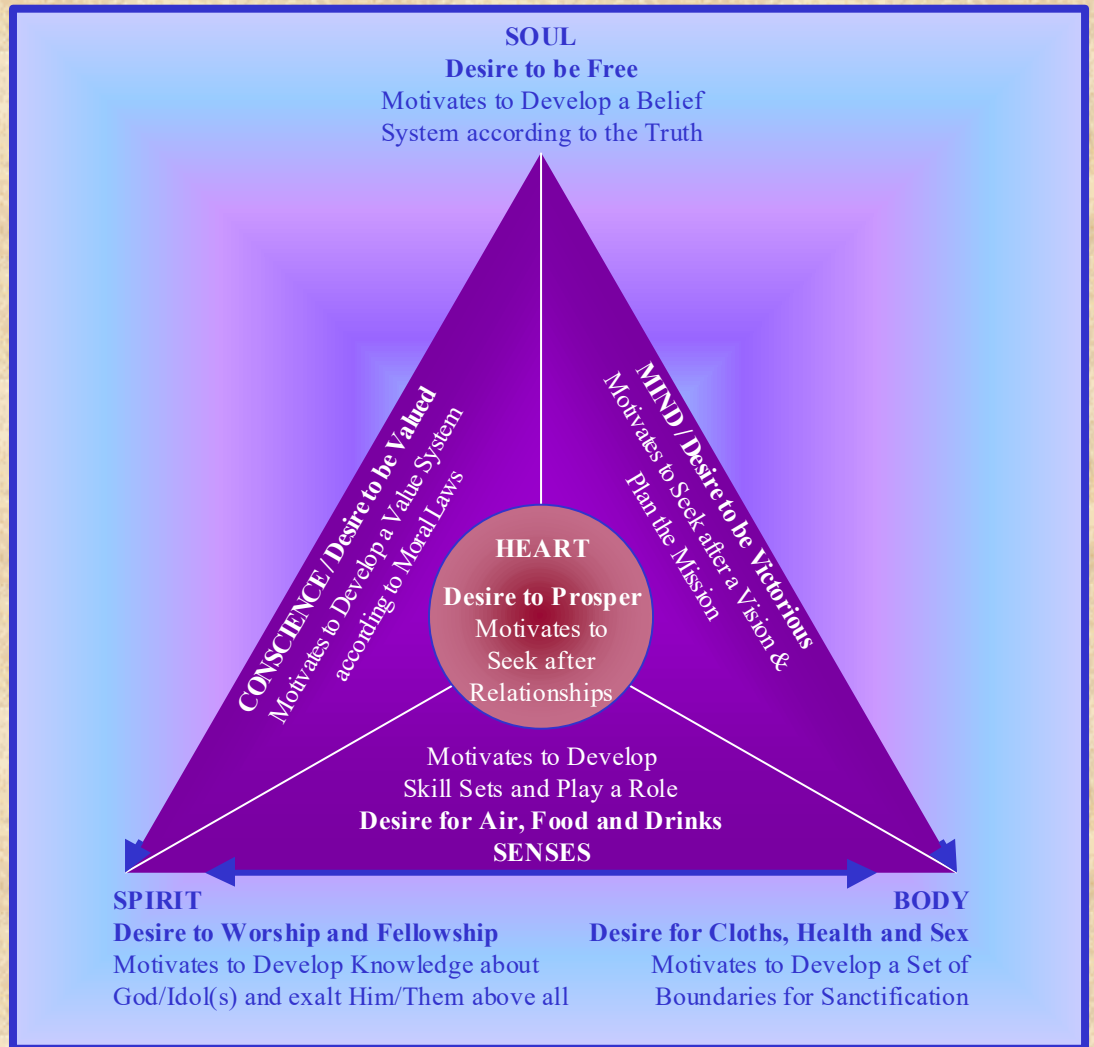 SOUL
Desire to be Free
Motivates to Develop a Belief
System according to the Truth
CONSCIENCE / Desire to be Valued
Motivates to Develop a Value System
according to Moral Laws
MIND / Desire to be Victorious
Motivates to Seek after a Vision &
Plan the Mission
HEART
Desire to Prosper
Motivates to
Seek after
Relationships
Motivates to Develop
Skill Sets and Play a Role
Desire for Air, Food and Drinks
SENSES
SPIRIT
Desire to Worship and Fellowship
Motivates to Develop Knowledge about
God/Idol(s) and exalt Him/Them above all
BODY
Desire for Cloths, Health and Sex
Motivates to Develop a Set of
Boundaries for Sanctification